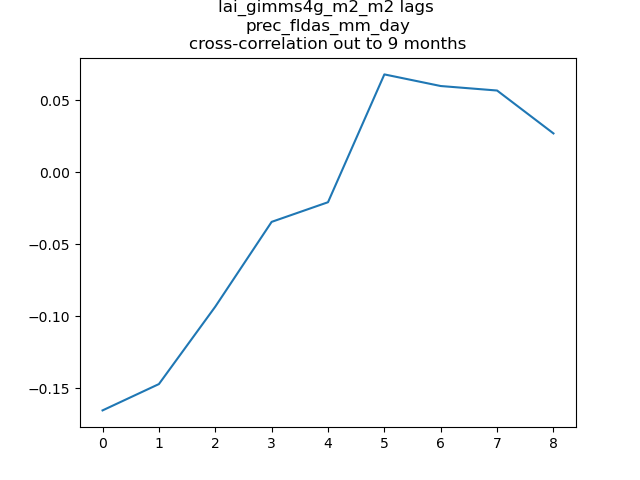 lai_gimms4g_m2_m2 lags
prec_fldas_mm_day
cross-correlation out to 9 months
0.05
0.00
−0.05
−0.10
−0.15
0 1 2 3 4 5 6 7 8